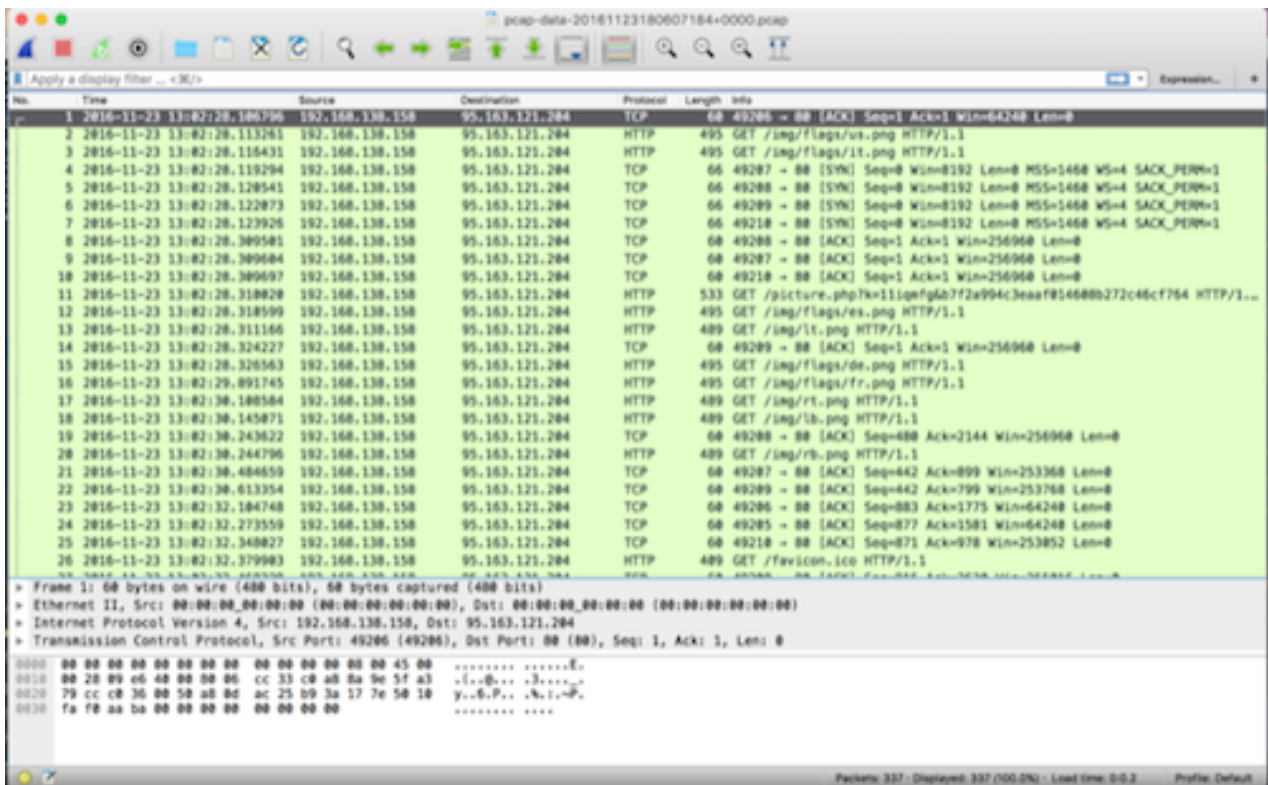 pcap-data-20161123180607184+0000.pcap
Apply a display filter ... <⌘/>
Expression... +
No. Time Source Destination Protocol Length Info
1 2016-11-23 13:02:28.106796 192.168.138.158 95.163.121.204 TCP 60 49206 → 80 [ACK] Seq=1 Ack=1 Win=64240 Len=0
2 2016-11-23 13:02:28.113261 192.168.138.158 95.163.121.204 HTTP 495 GET /img/flags/us.png HTTP/1.1
3 2016-11-23 13:02:28.116431 192.168.138.158 95.163.121.204 HTTP 495 GET /img/flags/it.png HTTP/1.1
4 2016-11-23 13:02:28.119294 192.168.138.158 95.163.121.204 TCP 66 49207 → 80 [SYN] Seq=0 Win=8192 Len=0 MSS=1460 WS=4 SACK_PERM=1
5 2016-11-23 13:02:28.120541 192.168.138.158 95.163.121.204 TCP 66 49208 → 80 [SYN] Seq=0 Win=8192 Len=0 MSS=1460 WS=4 SACK_PERM=1
6 2016-11-23 13:02:28.122073 192.168.138.158 95.163.121.204 TCP 66 49209 → 80 [SYN] Seq=0 Win=8192 Len=0 MSS=1460 WS=4 SACK_PERM=1
7 2016-11-23 13:02:28.123926 192.168.138.158 95.163.121.204 TCP 66 49210 → 80 [SYN] Seq=0 Win=8192 Len=0 MSS=1460 WS=4 SACK_PERM=1
8 2016-11-23 13:02:28.309501 192.168.138.158 95.163.121.204 TCP 60 49208 → 80 [ACK] Seq=1 Ack=1 Win=256960 Len=0
9 2016-11-23 13:02:28.309604 192.168.138.158 95.163.121.204 TCP 60 49207 → 80 [ACK] Seq=1 Ack=1 Win=256960 Len=0
10 2016-11-23 13:02:28.309697 192.168.138.158 95.163.121.204 TCP 60 49210 → 80 [ACK] Seq=1 Ack=1 Win=256960 Len=0
11 2016-11-23 13:02:28.310020 192.168.138.158 95.163.121.204 HTTP 533 GET HTTP/1...
12 2016-11-23 13:02:28.310599 192.168.138.158 95.163.121.204 HTTP 495 GET /img/flags/es.png HTTP/1.1
13 2016-11-23 13:02:28.311166 192.168.138.158 95.163.121.204 HTTP 489 GET /img/lt.png HTTP/1.1
14 2016-11-23 13:02:28.324227 192.168.138.158 95.163.121.204 TCP 60 49209 → 80 [ACK] Seq=1 Ack=1 Win=256960 Len=0
15 2016-11-23 13:02:28.326563 192.168.138.158 95.163.121.204 HTTP 495 GET /img/flags/de.png HTTP/1.1
16 2016-11-23 13:02:29.891745 192.168.138.158 95.163.121.204 HTTP 495 GET /img/flags/fr.png HTTP/1.1
17 2016-11-23 13:02:30.108584 192.168.138.158 95.163.121.204 HTTP 489 GET /img/rt.png HTTP/1.1
18 2016-11-23 13:02:30.145071 192.168.138.158 95.163.121.204 HTTP 489 GET /img/lb.png HTTP/1.1
19 2016-11-23 13:02:30.243622 192.168.138.158 95.163.121.204 TCP 60 49208 → 80 [ACK] Seq=480 Ack=2144 Win=256960 Len=0
20 2016-11-23 13:02:30.244796 192.168.138.158 95.163.121.204 HTTP 489 GET /img/rb.png HTTP/1.1
21 2016-11-23 13:02:30.484659 192.168.138.158 95.163.121.204 TCP 60 49207 → 80 [ACK] Seq=442 Ack=899 Win=253368 Len=0
22 2016-11-23 13:02:30.613354 192.168.138.158 95.163.121.204 TCP 60 49209 → 80 [ACK] Seq=442 Ack=799 Win=253768 Len=0
23 2016-11-23 13:02:32.104748 192.168.138.158 95.163.121.204 TCP 60 49206 → 80 [ACK] Seq=883 Ack=1775 Win=64240 Len=0
24 2016-11-23 13:02:32.273559 192.168.138.158 95.163.121.204 TCP 60 49205 → 80 [ACK] Seq=877 Ack=1581 Win=64240 Len=0
25 2016-11-23 13:02:32.348027 192.168.138.158 95.163.121.204 TCP 60 49210 → 80 [ACK] Seq=871 Ack=978 Win=253052 Len=0
26 2016-11-23 13:02:32.379903 192.168.138.158 95.163.121.204 HTTP 409 GET /favicon.ico HTTP/1.1
Frame 1: 60 bytes on wire (480 bits), 60 bytes captured (480 bits)
Ethernet II, Src: 00:00:00_00:00:00 (00:00:00:00:00:00), Dst: 00:00:00_00:00:00 (00:00:00:00:00:00)
Internet Protocol Version 4, Src: 192.168.138.158, Dst: 95.163.121.204
Transmission Control Protocol, Src Port: 49206 (49206), Dst Port: 80 (80), Seq: 1, Ack: 1, Len: 0
0000 00 00 00 00 00 00 00 00 00 00 00 00 08 00 45 00 ........ ......E.
0010 00 28 09 e6 40 00 80 06 cc 33 c0 a8 8a 9e 5f a3 .(..@... .3...._.
0020 79 cc c0 36 00 50 a8 0d ac 25 b9 3a 17 7e 50 10 y..6.P.. .%.:.~P.
0030 fa f0 aa ba 00 00 00 00 00 00 00 00 ........ ....
Packets: 337 · Displayed: 337 (100.0%) · Load time: 0:0.2 Profile: Default